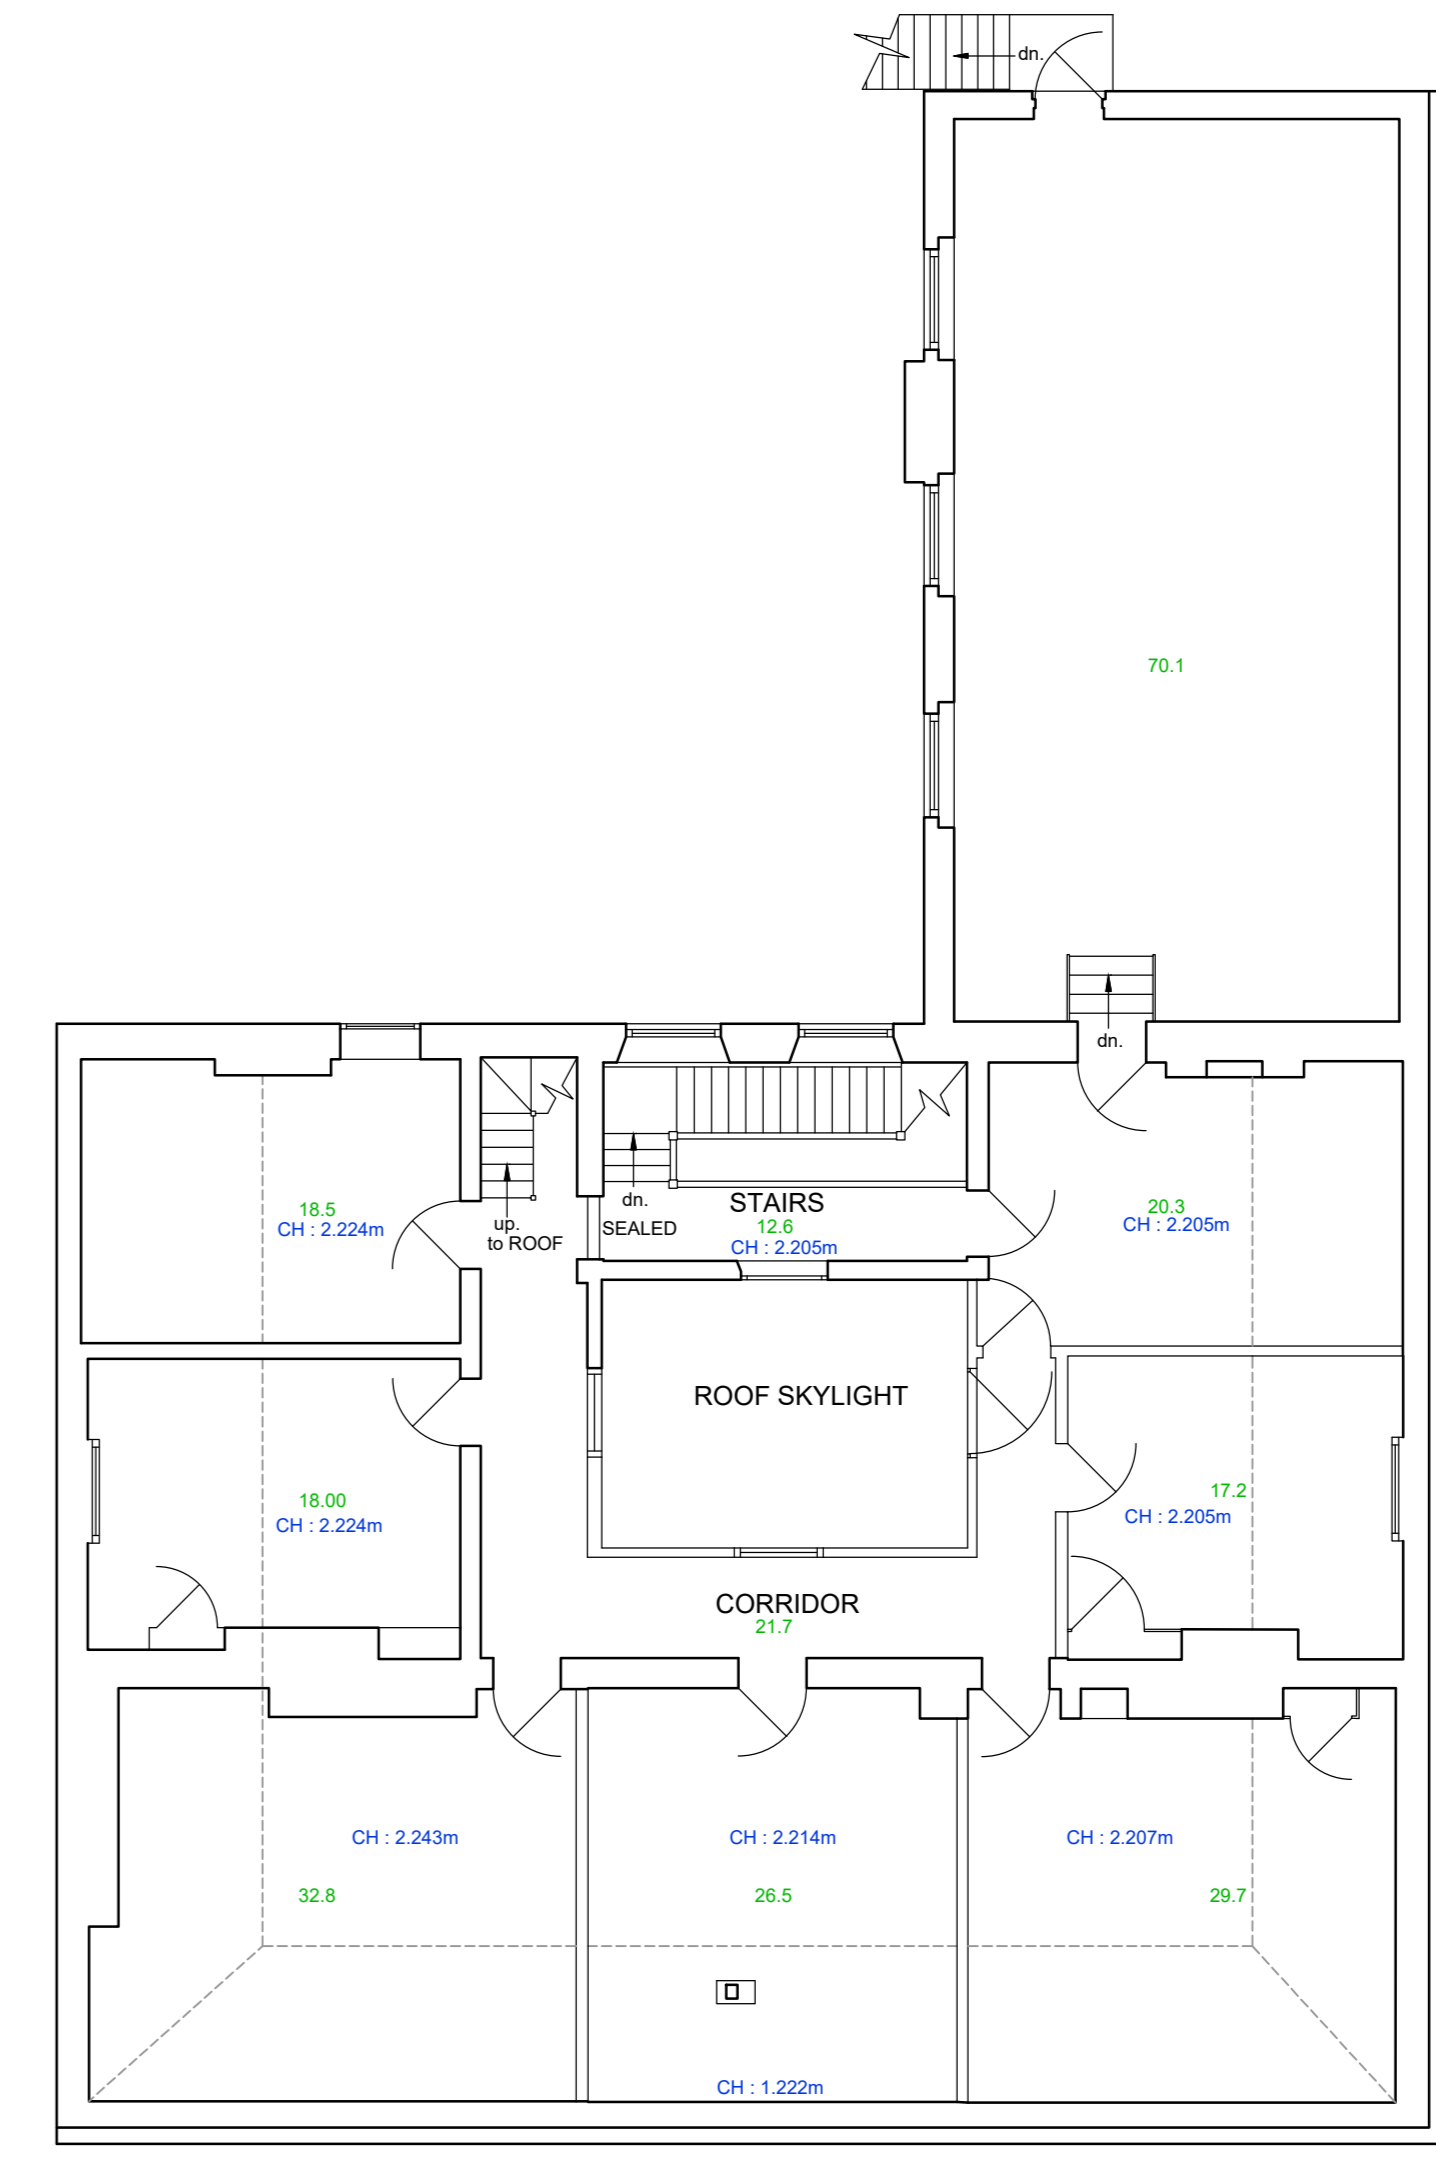 dn.
70.1
dn.
18.5
CH : 2.224m
up.
to ROOF
dn.
SEALED
STAIRS
12.6
CH : 2.205m
20.3
CH : 2.205m
ROOF SKYLIGHT
18.00
CH : 2.224m
17.2
CH : 2.205m
CORRIDOR
21.7
CH : 2.243m
32.8
CH : 2.214m
26.5
CH : 2.207m
29.7
CH : 1.222m